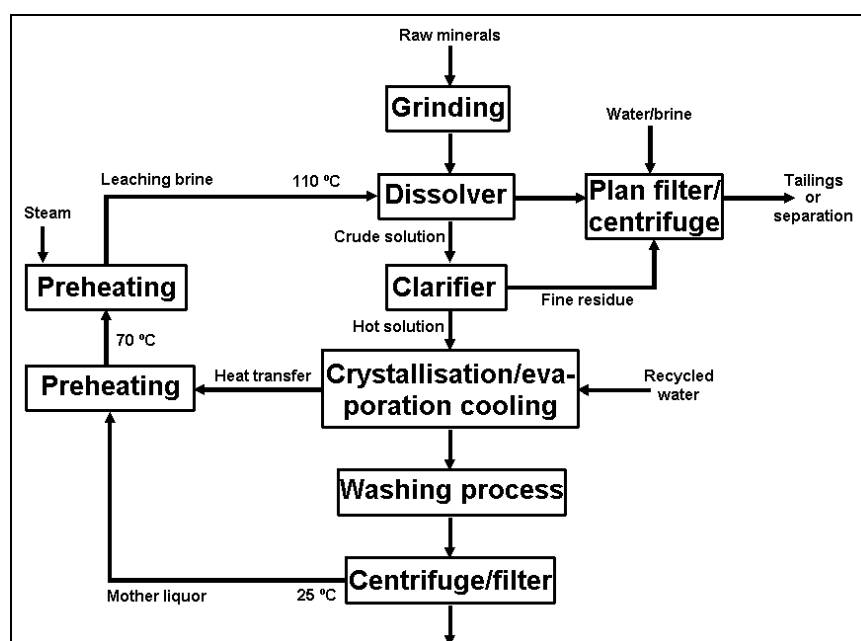 Raw minerals
Grinding
Water/brine
Leaching brine
110 ºC
Dissolver
Plan filter/
centrifuge
Tailings
or
separation
Steam
Crude solution
Preheating
Clarifier
Fine residue
Hot solution
70 ºC
Preheating
Heat transfer
Crystallisation/eva-
poration cooling
Recycled
water
Washing process
Centrifuge/filter
Mother liquor
25 ºC